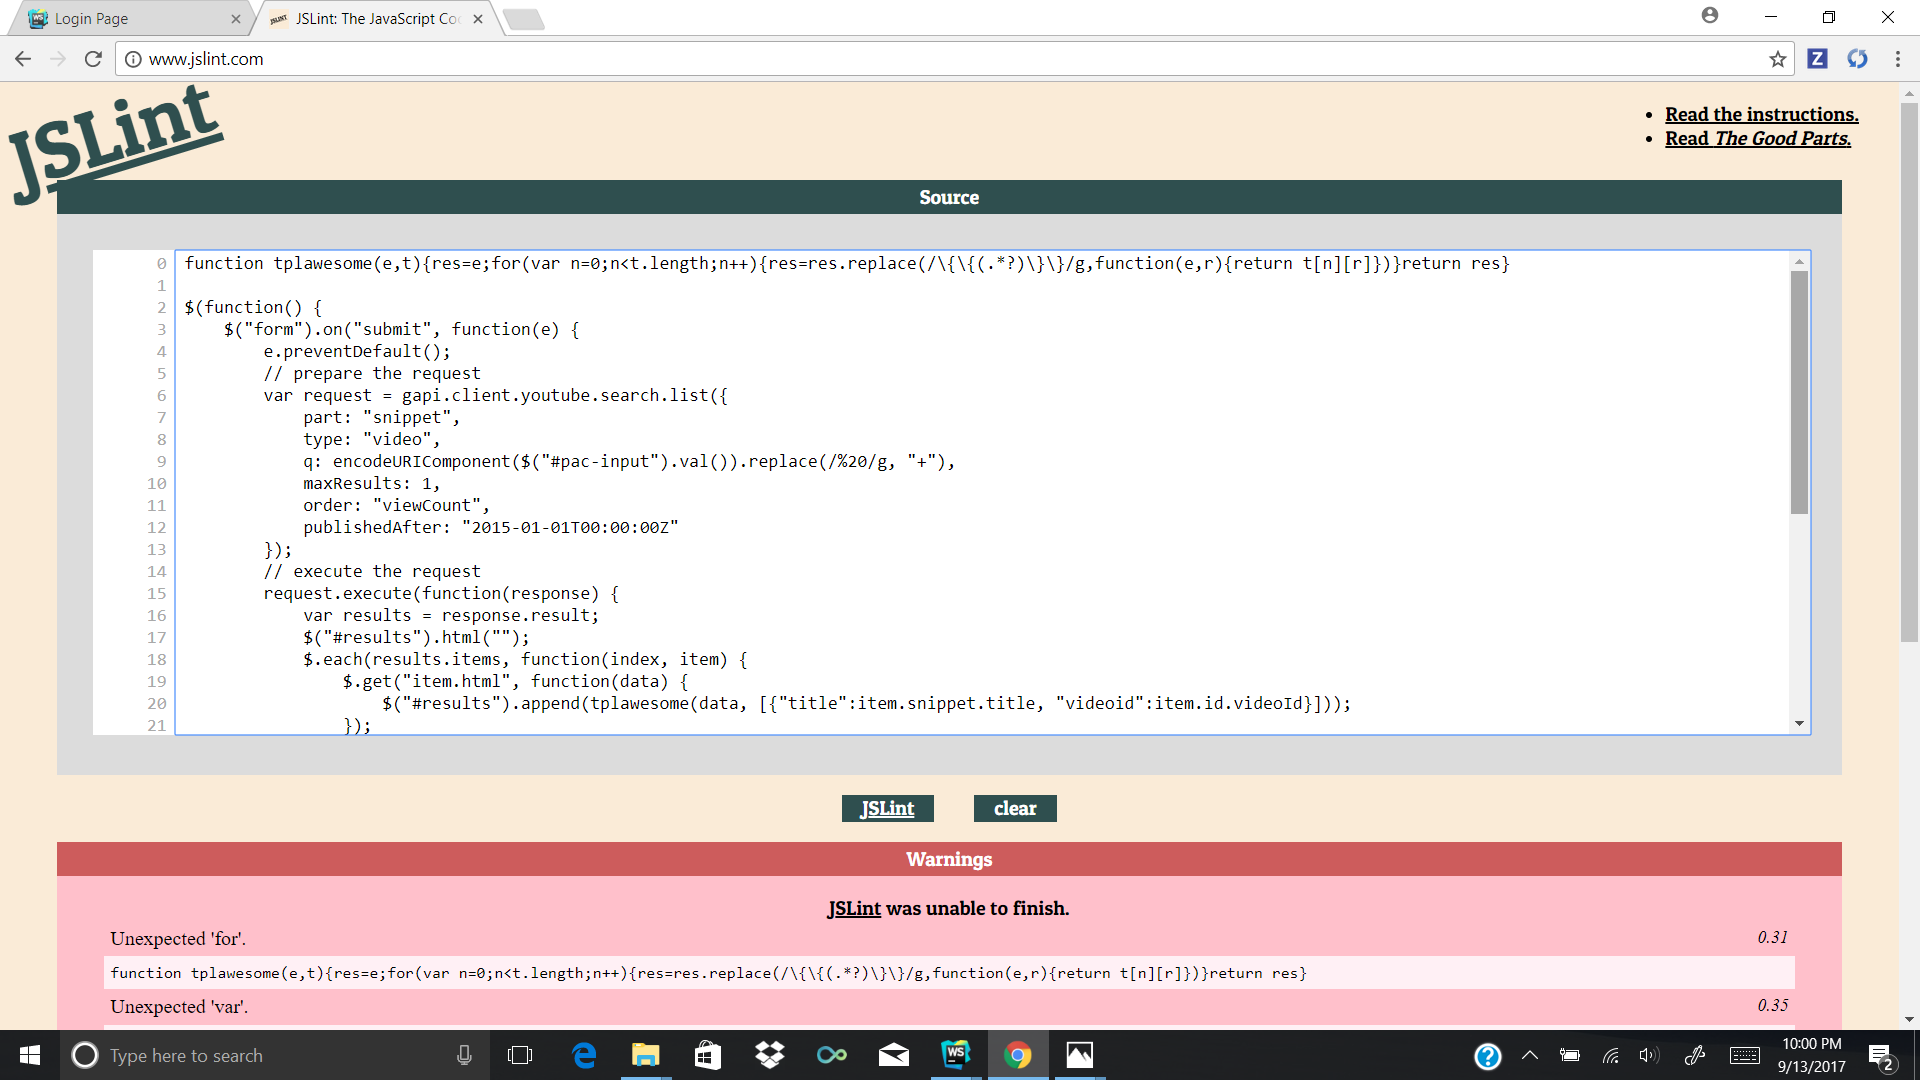 Login Page
JSLint: The JavaScript Co
www.jslint.com
JSLint
Read the instructions.
Read The Good Parts.
Source
0 function tplawesome(e,t){res=e;for(var n=0;n<t.length;n++){res=res.replace(/\{\{(.*?)\}\}/g,function(e,r){return t[n][r]})}return res}
1
2 $(function() {
3     $("form").on("submit", function(e) {
4         e.preventDefault();
5         // prepare the request
6         var request = gapi.client.youtube.search.list({
7             part: "snippet",
8             type: "video",
9             q: encodeURIComponent($("#pac-input").val()).replace(/%20/g, "+"),
10             maxResults: 1,
11             order: "viewCount",
12             publishedAfter: "2015-01-01T00:00:00Z"
13         });
14         // execute the request
15         request.execute(function(response) {
16             var results = response.result;
17             $("#results").html("");
18             $.each(results.items, function(index, item) {
19                 $.get("item.html", function(data) {
20                     $("#results").append(tplawesome(data, [{"title":item.snippet.title, "videoid":item.id.videoId}]));
21                 });
JSLint clear
Warnings
JSLint was unable to finish.
Unexpected 'for'. 0.31
function tplawesome(e,t){res=e;for(var n=0;n<t.length;n++){res=res.replace(/\{\{(.*?)\}\}/g,function(e,r){return t[n][r]})}return res}
Unexpected 'var'. 0.35
Type here to search
WS
10:00 PM
9/13/2017
2